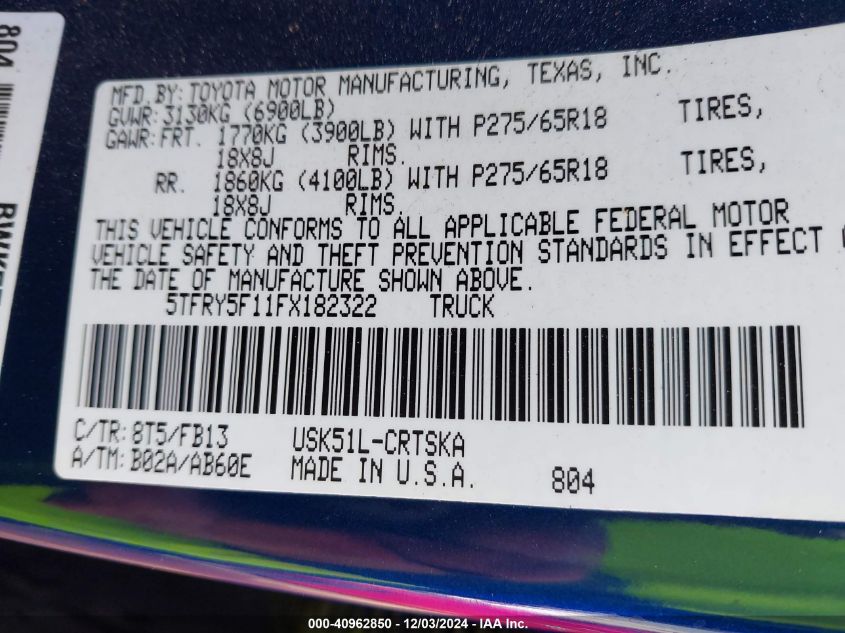 804
MFD. BY: TOYOTA MOTOR MANUFACTURING, TEXAS, INC.
GVWR: 3130KG (6900LB)
GAWR: FRT. 1770KG (3900LB) WITH P275/65R18 TIRES,
18X8J RIMS.
RR. 1860KG (4100LB) WITH P275/65R18 TIRES,
18X8J RIMS.
THIS VEHICLE CONFORMS TO ALL APPLICABLE FEDERAL MOTOR
VEHICLE SAFETY AND THEFT PREVENTION STANDARDS IN EFFECT
THE DATE OF MANUFACTURE SHOWN ABOVE.
5TFRY5F11FX182322 TRUCK
C/TR: 8T5/FB13 USK51L-CRTSKA
A/TM: B02A/AB60E MADE IN U.S.A. 804
000-40962850 - 12/03/2024 - IAA Inc.